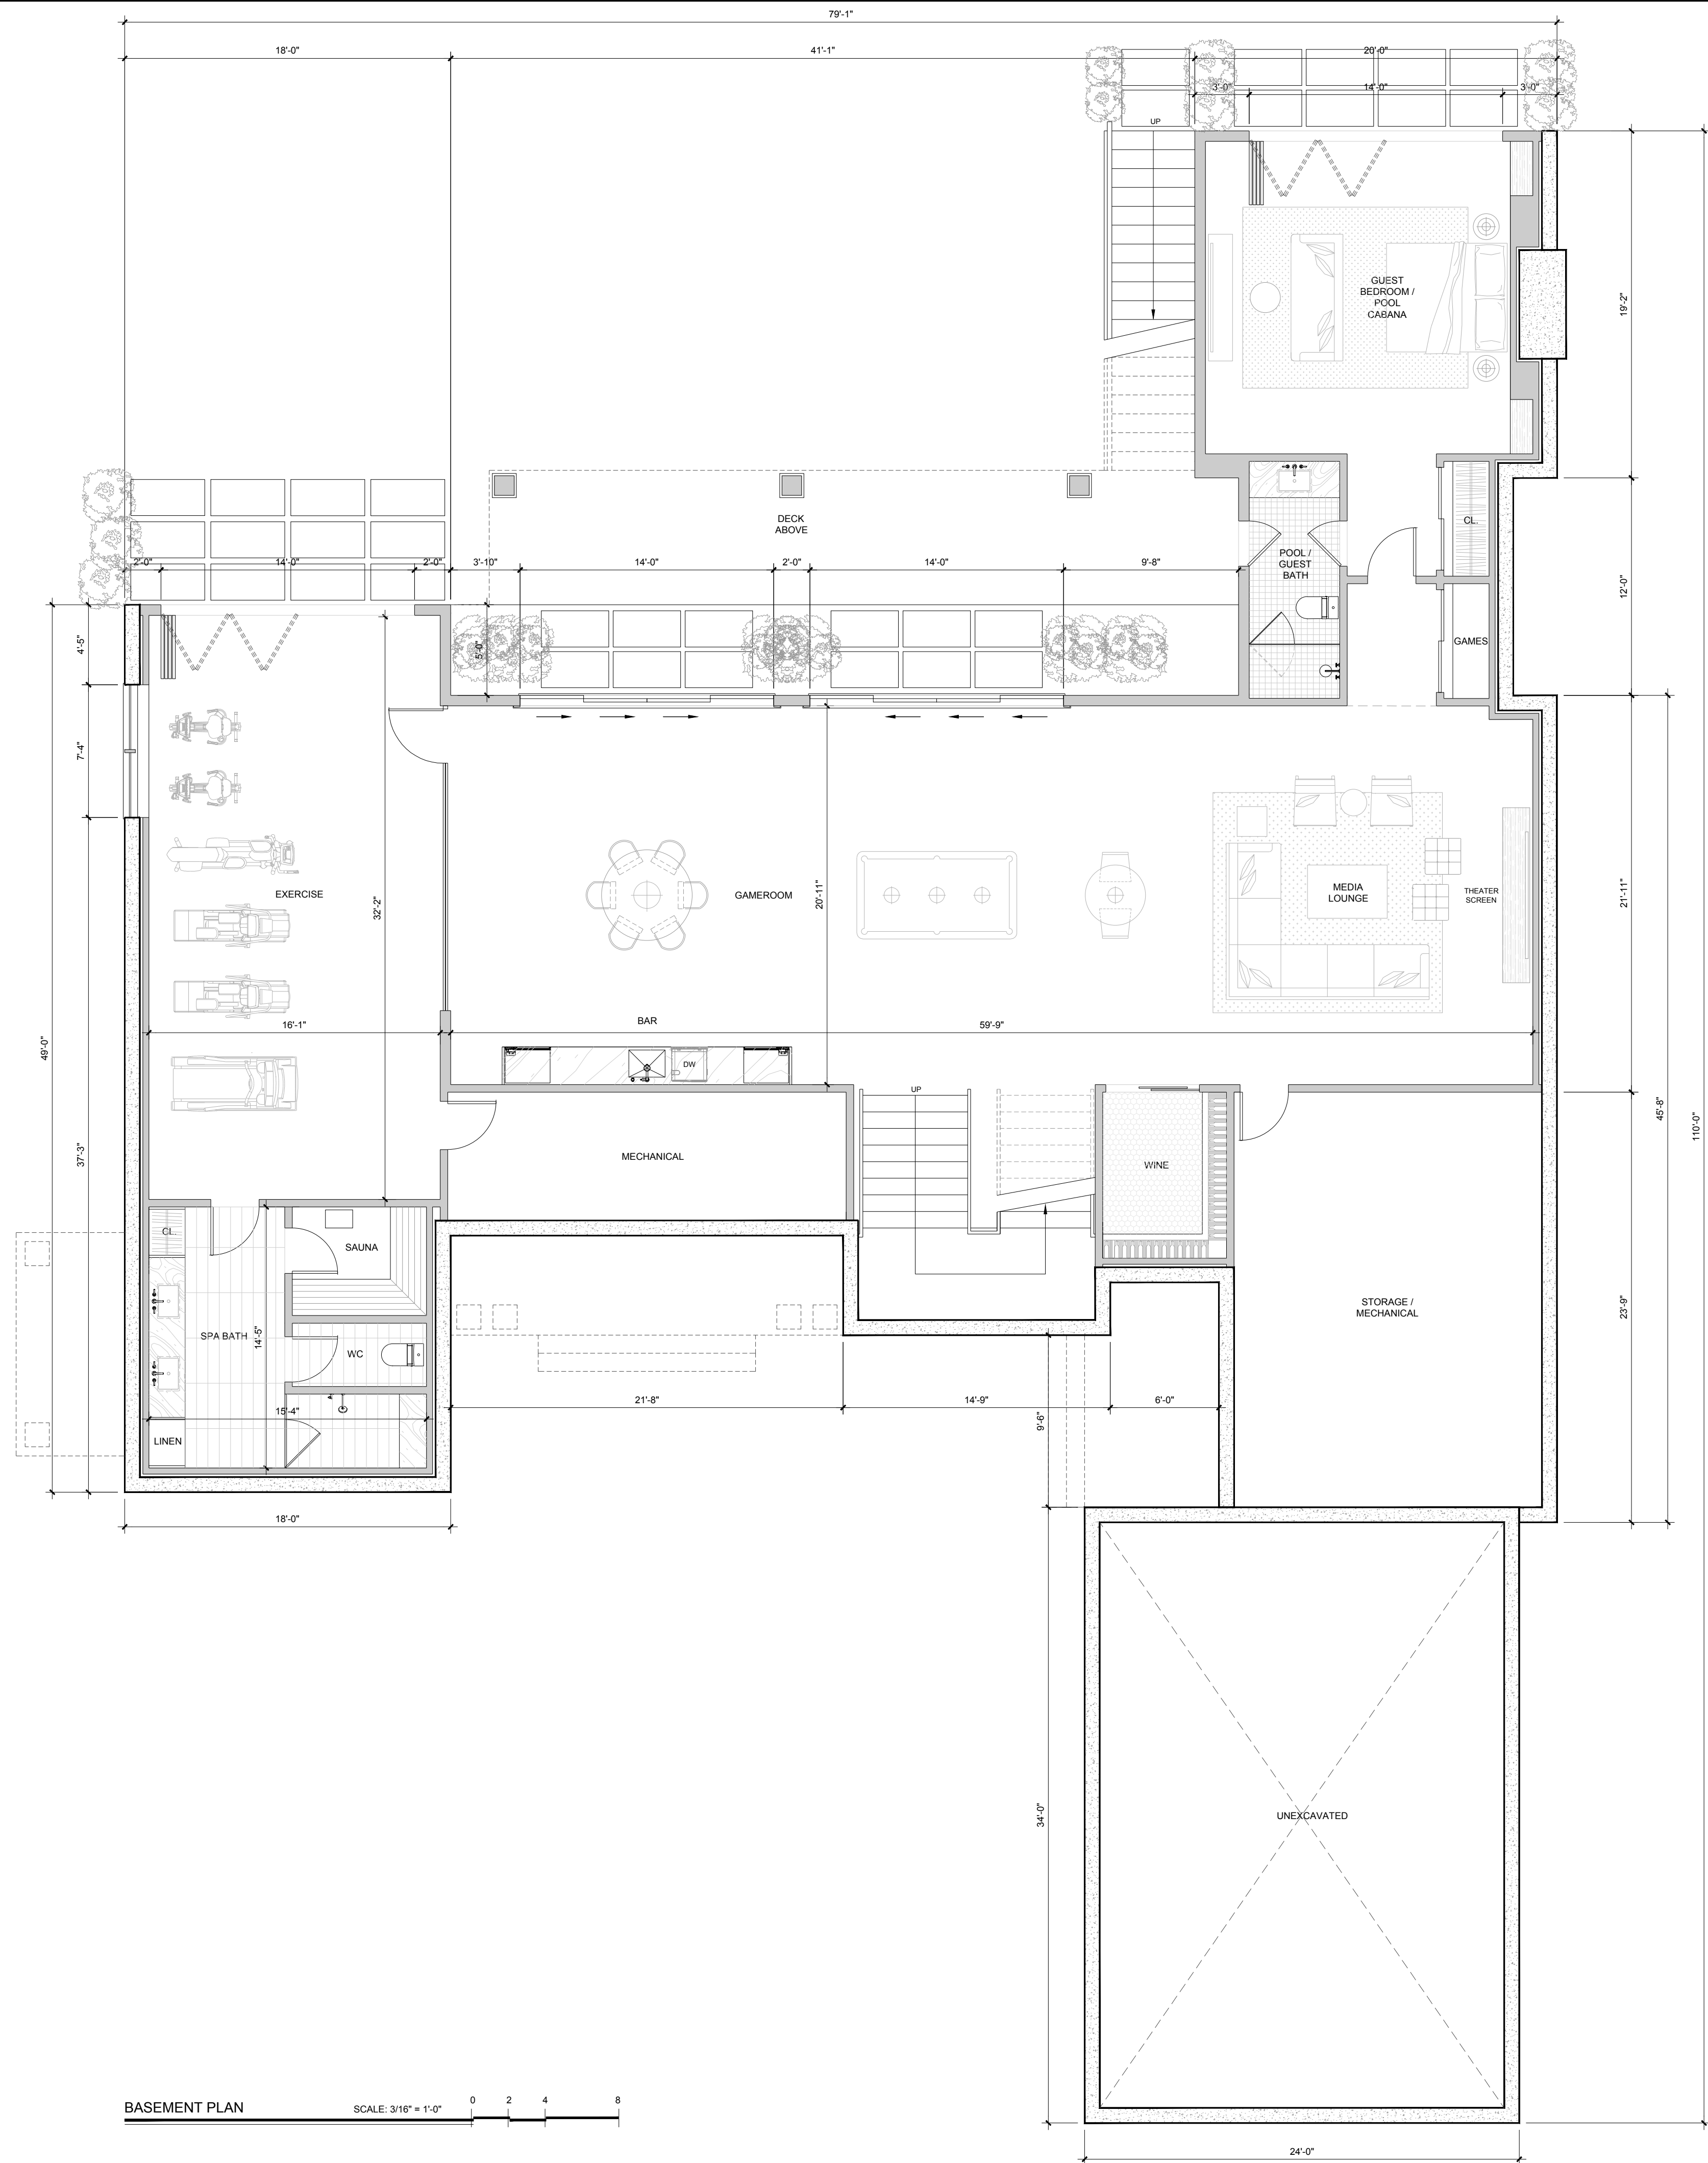 79'-1"
18'-0"
41'-1"
20'-0"
3'-0"
14'-0"
3'-0"
UP
GUEST
BEDROOM /
POOL
CABANA
19'-2"
DECK
ABOVE
CL.
POOL /
GUEST
BATH
2'-0"
14'-0"
2'-0"
3'-10"
14'-0"
2'-0"
14'-0"
9'-8"
12'-0"
4'-5"
5'-0"
GAMES
7'-4"
EXERCISE
32'-2"
GAMEROOM
20'-11"
MEDIA
LOUNGE
THEATER
SCREEN
21'-11"
16'-1"
BAR
59'-9"
49'-0"
DW
UP
45'-8"
110'-0"
37'-3"
MECHANICAL
WINE
CL.
SAUNA
STORAGE /
MECHANICAL
23'-9"
SPA BATH
14'-5"
WC
21'-8"
14'-9"
6'-0"
15'-4"
9'-6"
LINEN
18'-0"
34'-0"
UNEXCAVATED
BASEMENT PLAN
SCALE: 3/16" = 1'-0"
0 2 4 8
24'-0"